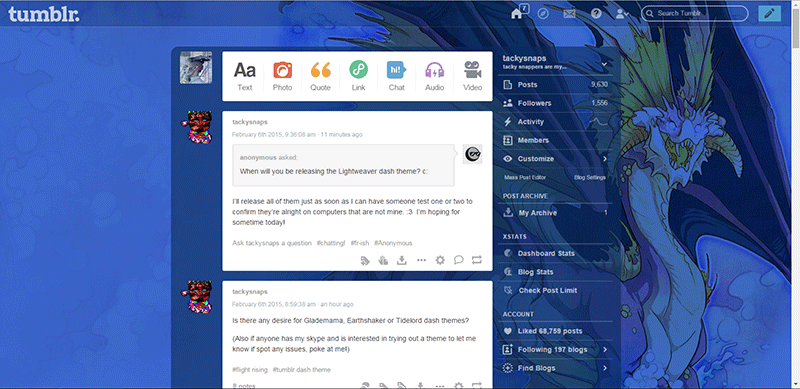 tumblr.
7
Search Tumblr
Text Photo Quote Link Chat Audio Video
Aa
hi!
tackysnaps
February 6th 2015, 9:36:08 am · 11 minutes ago
anonymous asked:
When will you be releasing the Lightweaver dash theme? c:
I'll release all of them just as soon as I can have someone test one or two to
confirm they're alright on computers that are not mine. :3 I'm hoping for
sometime today!
Ask tackysnaps a question #chatting! #fr-ish #Anonymous
tackysnaps
February 6th 2015, 8:59:38 am · an hour ago
Is there any desire for Glademama, Earthshaker or Tidelord dash themes?
(Also if anyone has my skype and is interested in trying out a theme to let me
know if spot any issues, poke at me!)
#flight rising #tumblr dash theme
8 notes
tackysnaps
tacky snappers are my...
Posts 9,630
Followers 1,556
Activity
Members
Customize
Mass Post Editor Blog Settings
POST ARCHIVE
My Archive 1
XSTATS
Dashboard Stats
Blog Stats
Check Post Limit
ACCOUNT
Liked 68,759 posts
Following 197 blogs
Find Blogs